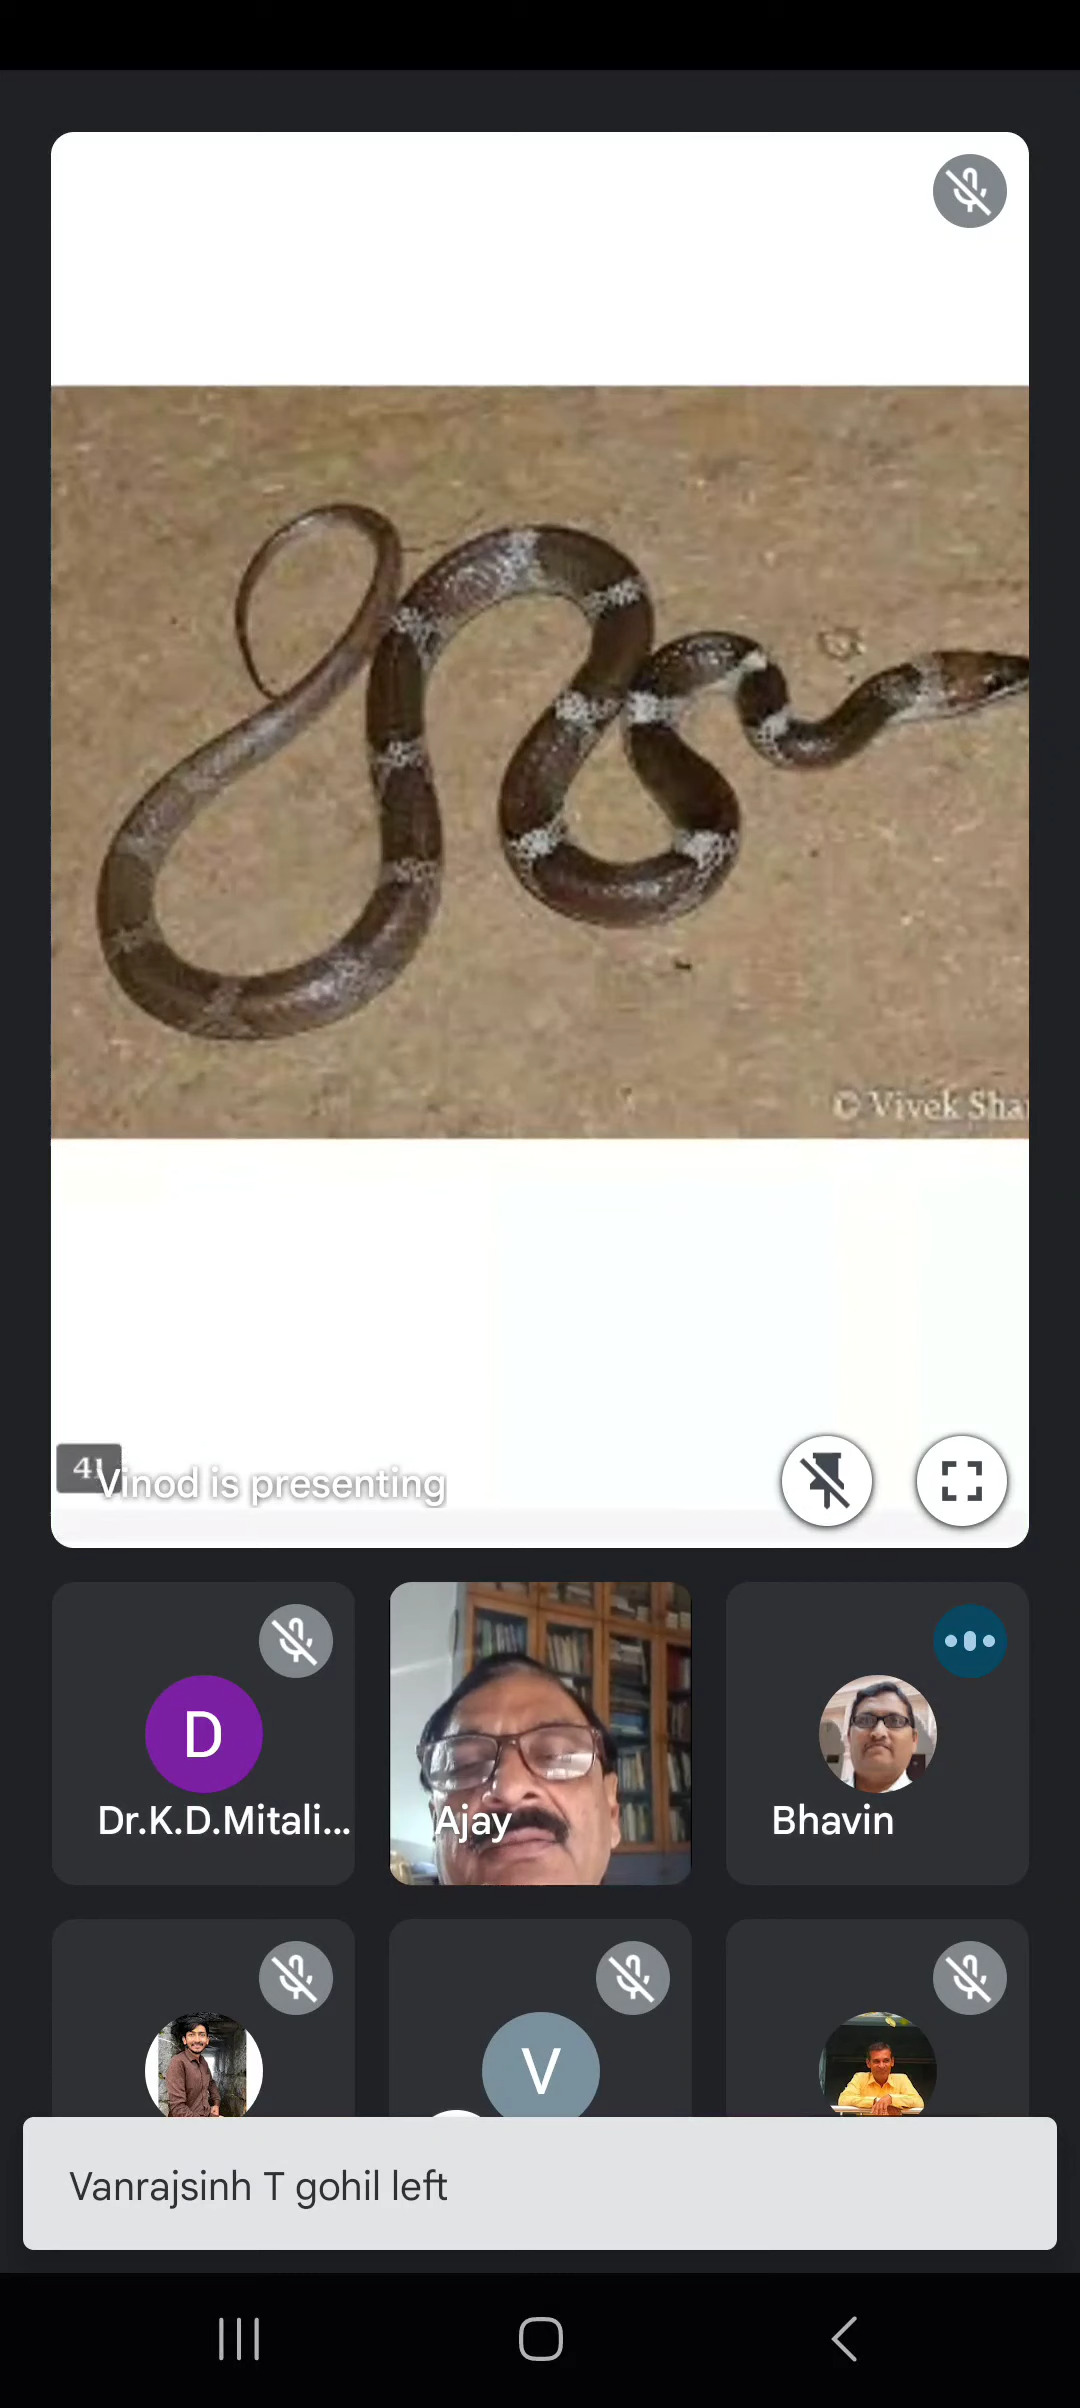 © Vivek Sha
41
Vinod is presenting
D
Dr.K.D.Mitali...
Ajay
Bhavin
V
Vanrajsinh T gohil left